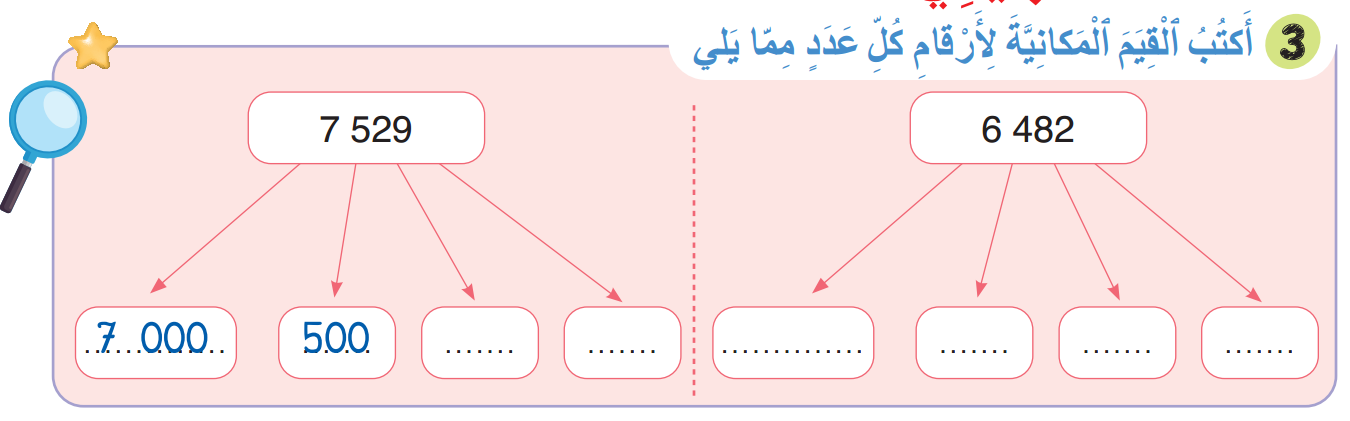 3 أَكتُبُ ٱلْقِيَمَ ٱلْمَكانِيَّةَ لِأَرْقامِ كُلِّ عَدَدٍ مِمّا يَلي
7 529
6 482
7 000 500 ....... .......
.............. ....... ....... .......